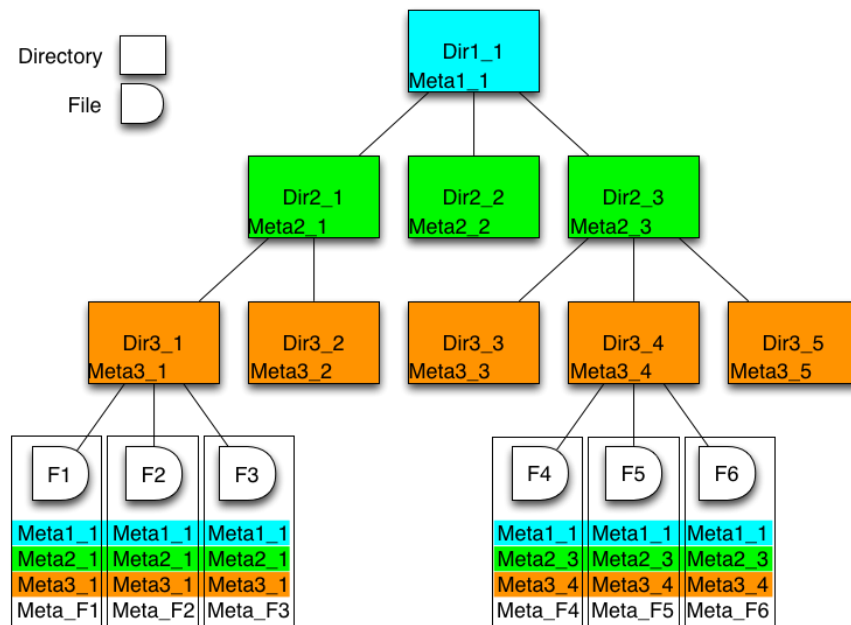 Directory
File
Dir1_1
Meta1_1
Dir2_1
Meta2_1
Dir2_2
Meta2_2
Dir2_3
Meta2_3
Dir3_1
Meta3_1
Dir3_2
Meta3_2
Dir3_3
Meta3_3
Dir3_4
Meta3_4
Dir3_5
Meta3_5
F1
F2
F3
F4
F5
F6
Meta1_1 Meta1_1 Meta1_1 Meta1_1 Meta1_1 Meta1_1
Meta2_1 Meta2_1 Meta2_1 Meta2_3 Meta2_3 Meta2_3
Meta3_1 Meta3_1 Meta3_1 Meta3_4 Meta3_4 Meta3_4
Meta_F1 Meta_F2 Meta_F3 Meta_F4 Meta_F5 Meta_F6